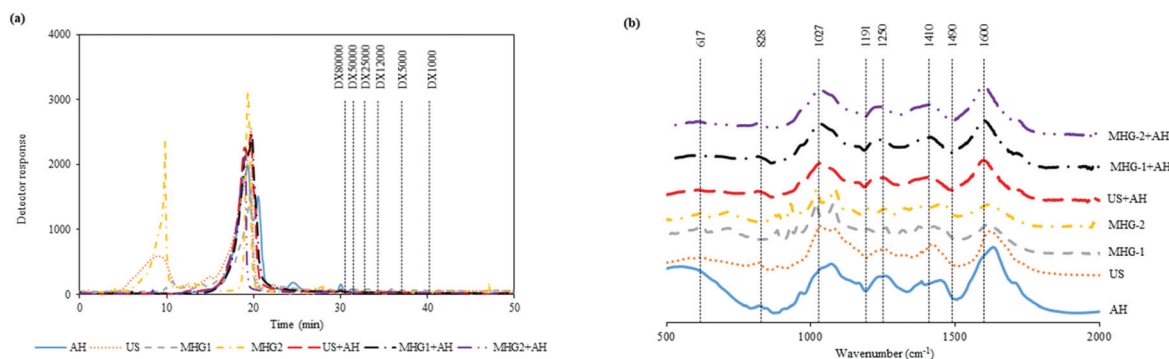 (a)
4000
3000
2000
1000
0
Detector response
DX80000
DX50000
DX25000
DX12000
DX5000
DX1000
0 10 20 30 40 50
Time (min)
AH US MHG1 MHG2 US+AH MHG1+AH MHG2+AH
(b)
617
828
1027
1191
1250
1410
1490
1600
MHG-2+AH
MHG-1+AH
US+AH
MHG-2
MHG-1
US
AH
500 1000 1500 2000
Wavenumber (cm⁻¹)